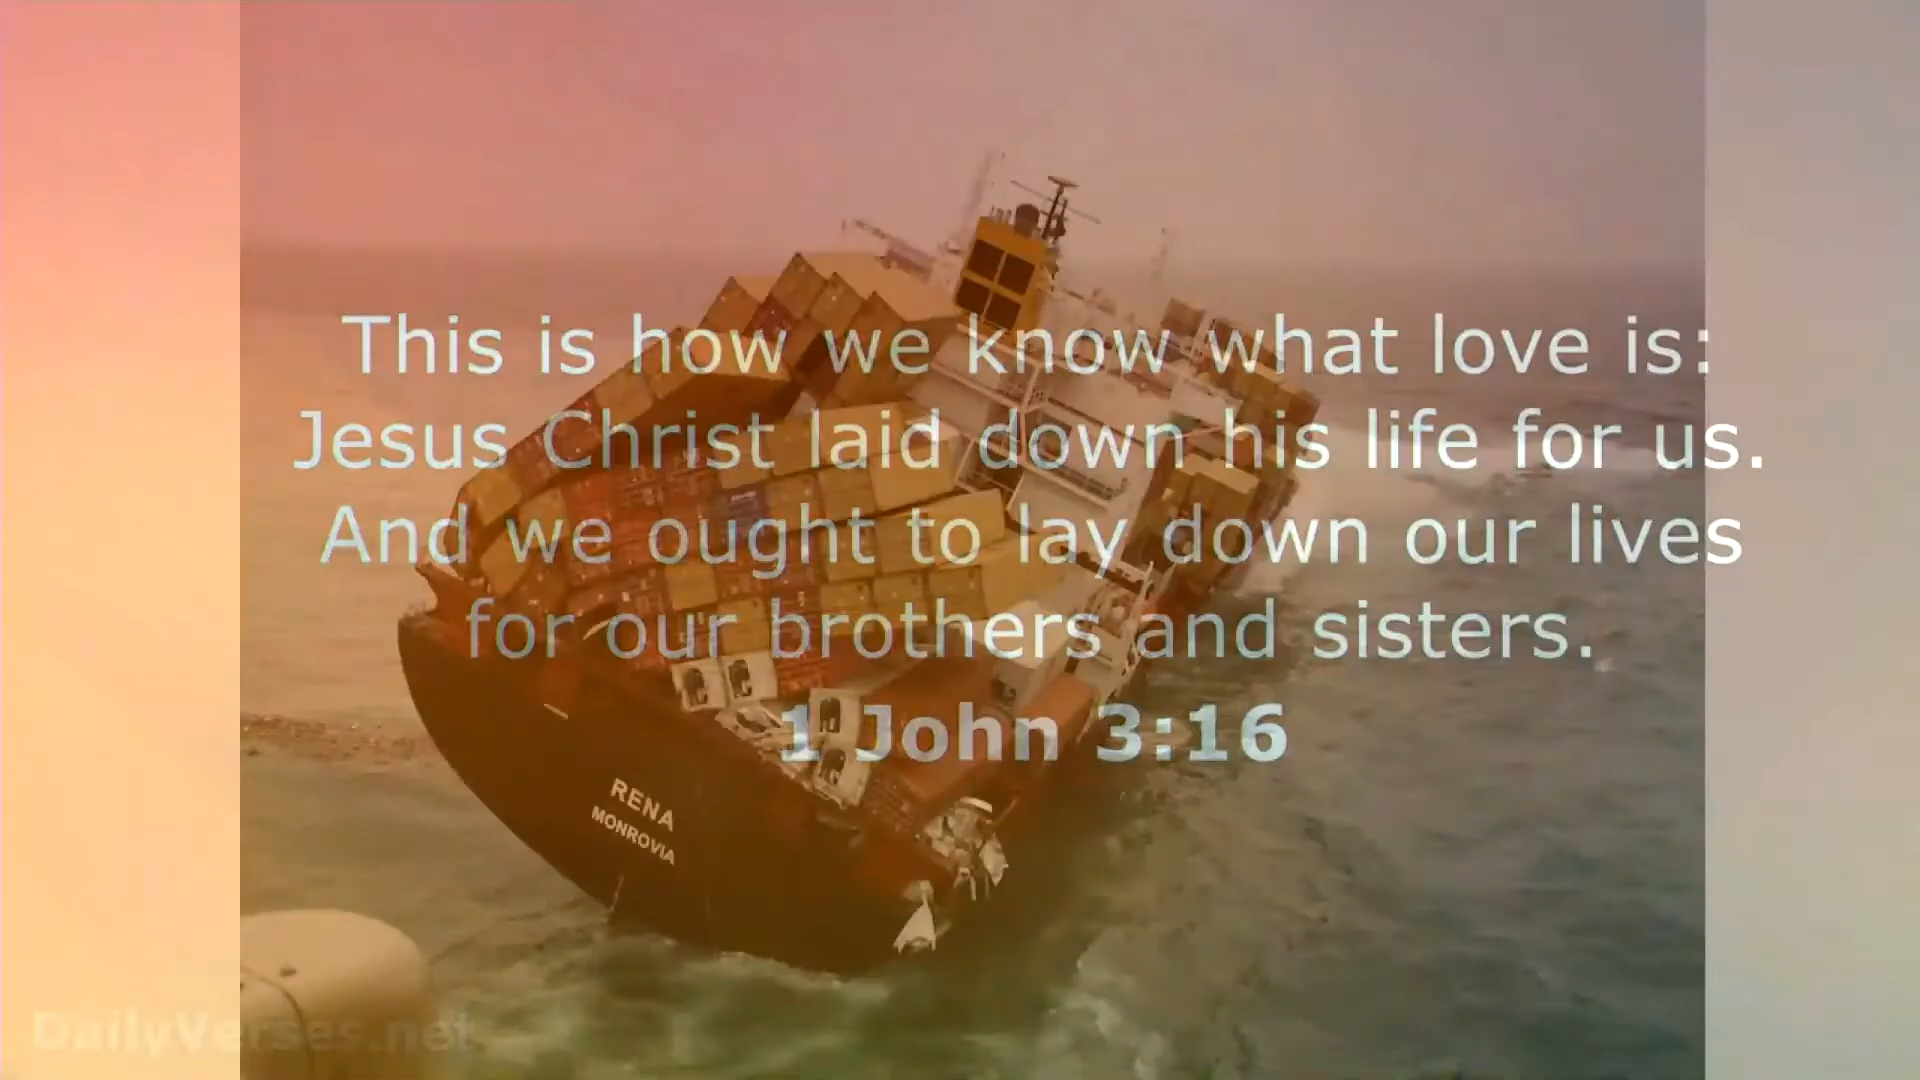 This is how we know what love is:
Jesus Christ laid down his life for us.
And we ought to lay down our lives
for our brothers and sisters.
1 John 3:16
RENA
MONROVIA
DailyVerses.net